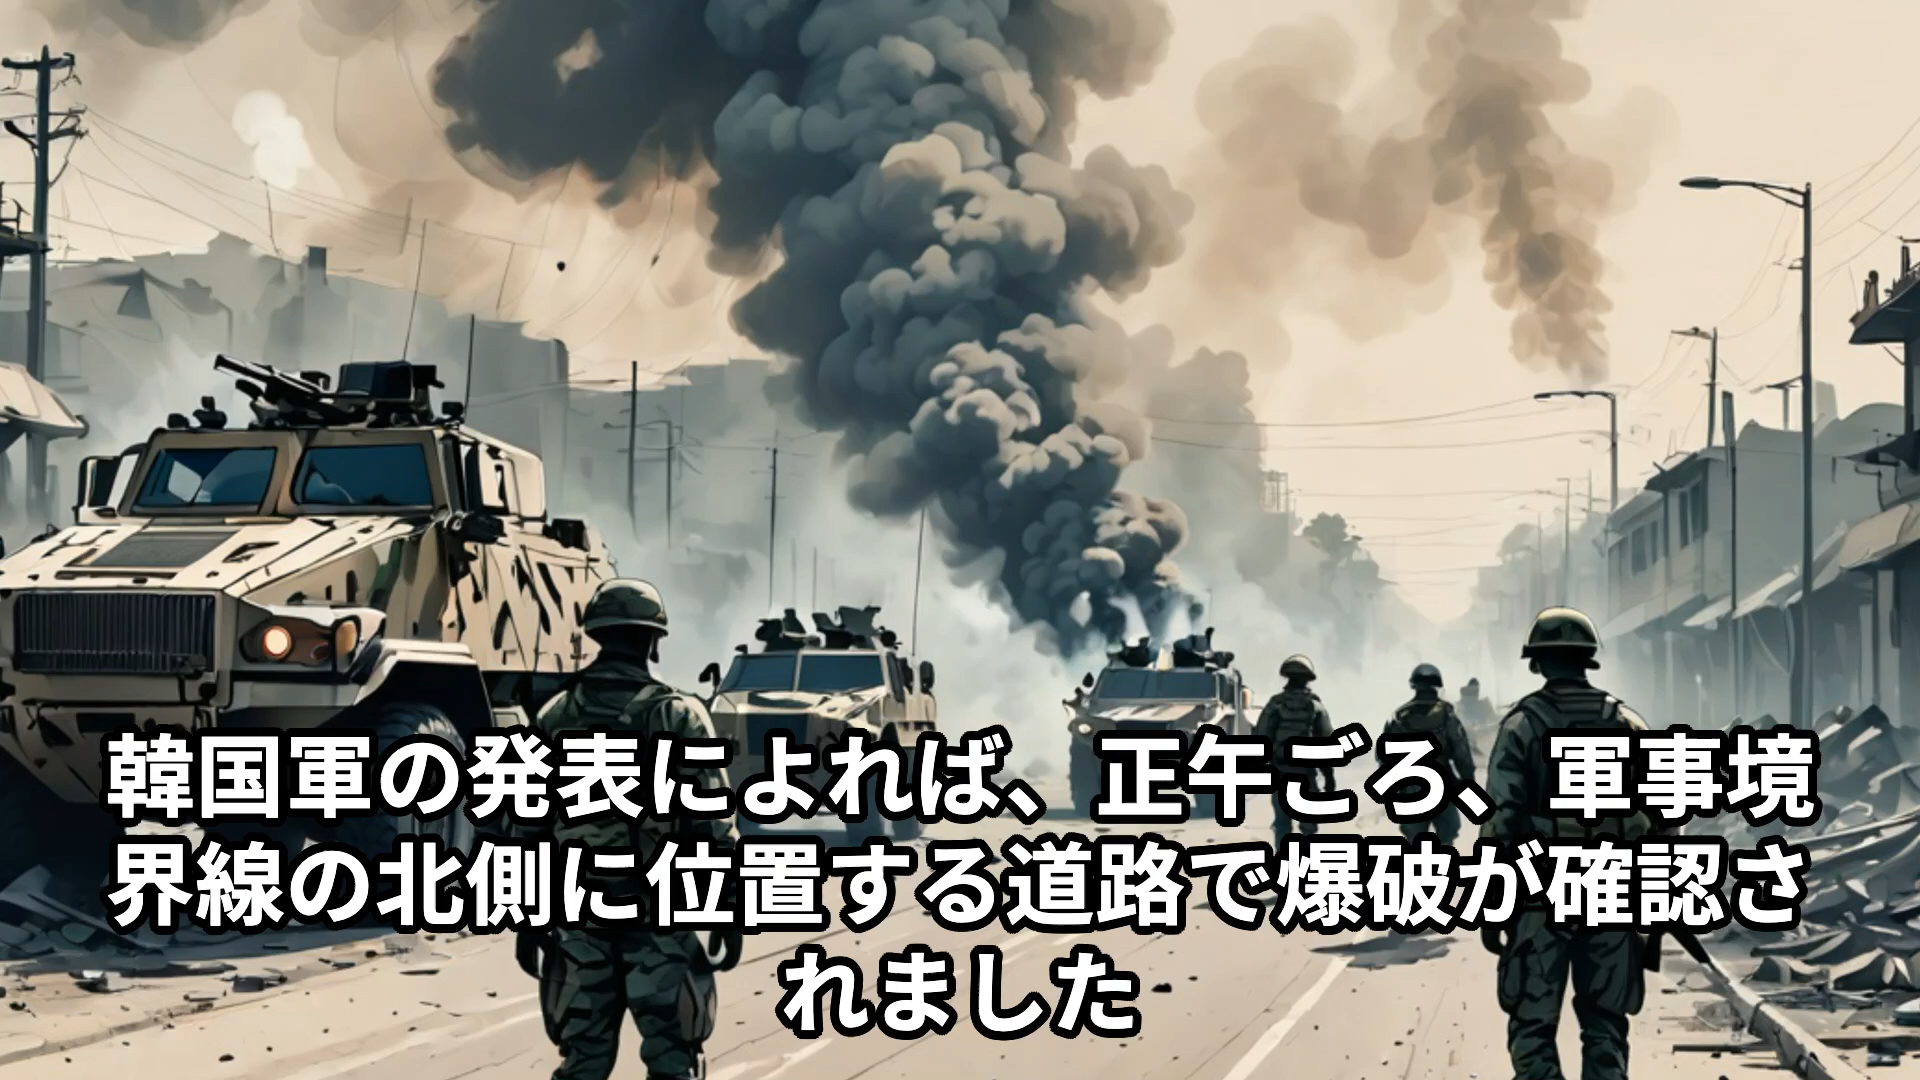 韓国軍の発表によれば、正午ごろ、軍事境
界線の北側に位置する道路で爆破が確認さ
れました